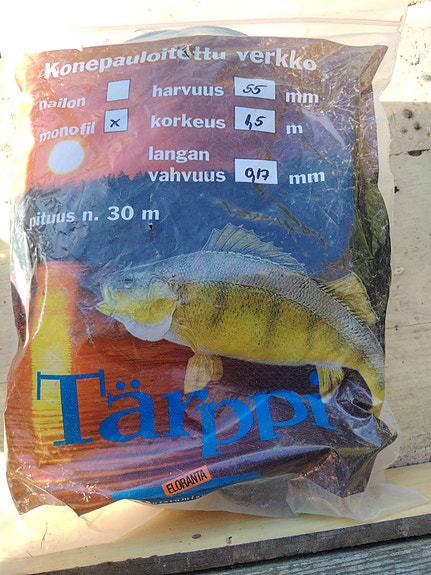 Konepauloitettu verkko
nailon harvuus 55 mm
monofil x korkeus 1,5 m
langan
vahvuus 0,17 mm
pituus n. 30 m
Tärppi
ELORANTA